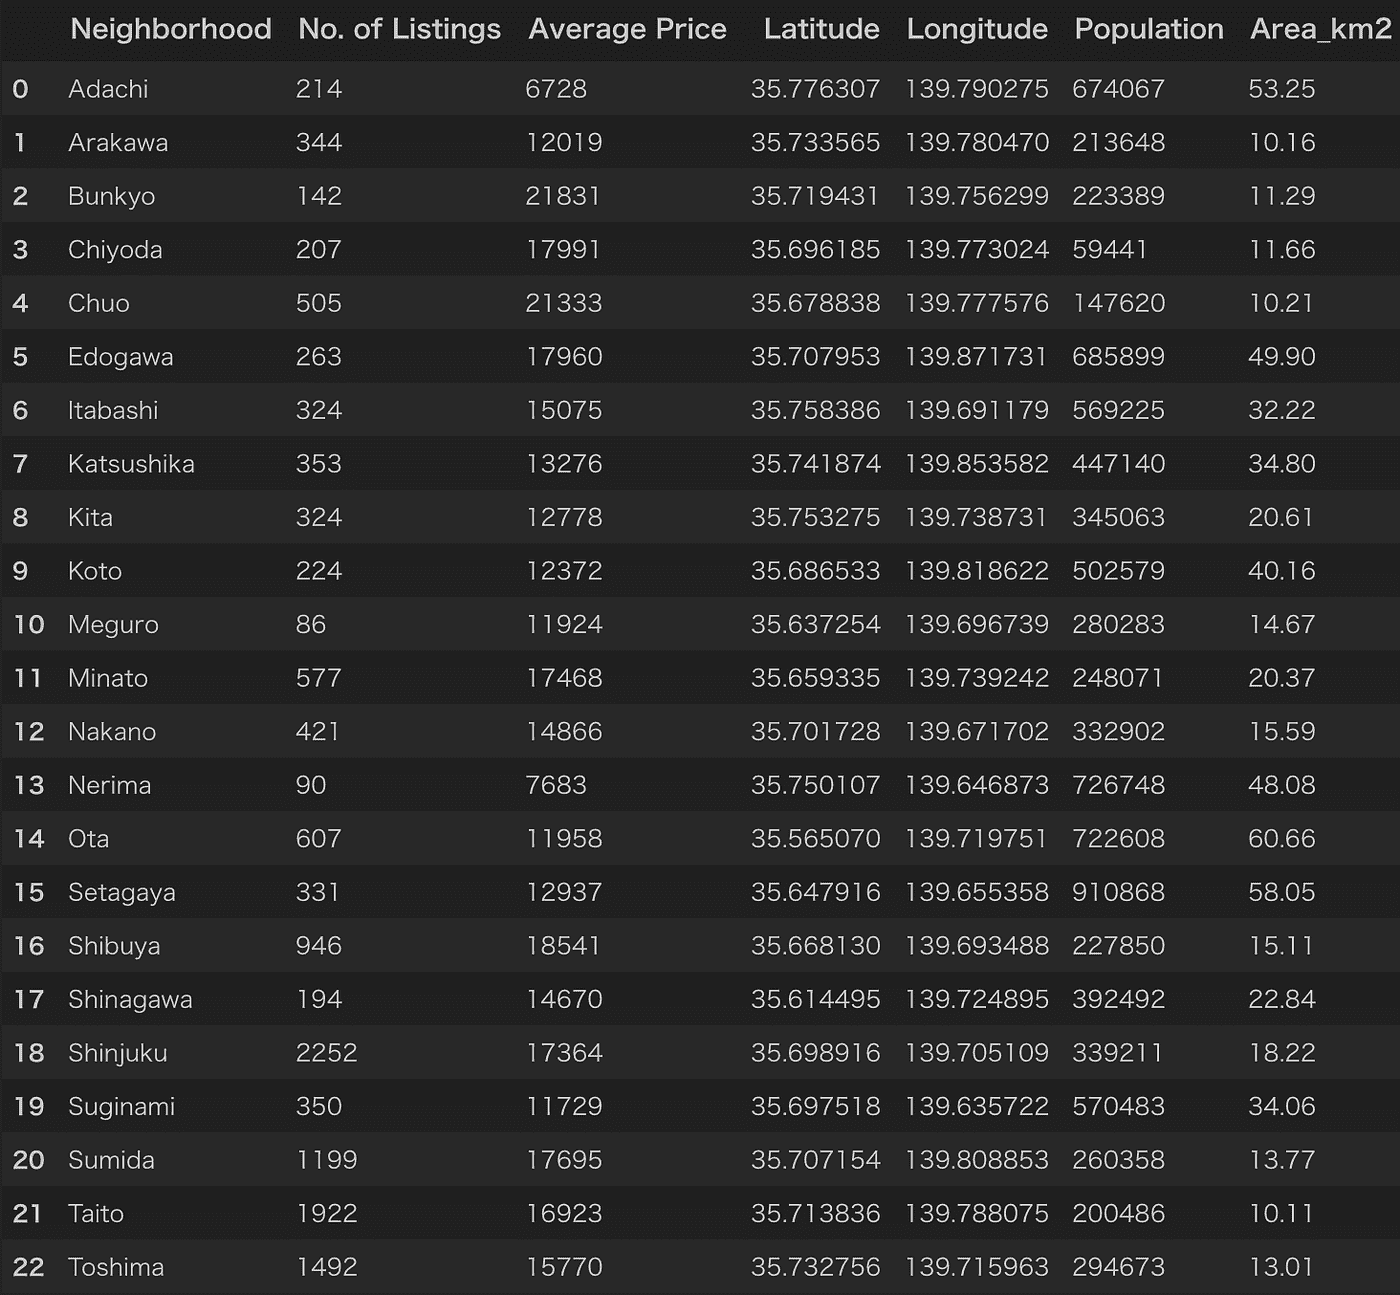 Neighborhood No. of Listings Average Price Latitude Longitude Population Area_km2
0 Adachi 214 6728 35.776307 139.790275 674067 53.25
1 Arakawa 344 12019 35.733565 139.780470 213648 10.16
2 Bunkyo 142 21831 35.719431 139.756299 223389 11.29
3 Chiyoda 207 17991 35.696185 139.773024 59441 11.66
4 Chuo 505 21333 35.678838 139.777576 147620 10.21
5 Edogawa 263 17960 35.707953 139.871731 685899 49.90
6 Itabashi 324 15075 35.758386 139.691179 569225 32.22
7 Katsushika 353 13276 35.741874 139.853582 447140 34.80
8 Kita 324 12778 35.753275 139.738731 345063 20.61
9 Koto 224 12372 35.686533 139.818622 502579 40.16
10 Meguro 86 11924 35.637254 139.696739 280283 14.67
11 Minato 577 17468 35.659335 139.739242 248071 20.37
12 Nakano 421 14866 35.701728 139.671702 332902 15.59
13 Nerima 90 7683 35.750107 139.646873 726748 48.08
14 Ota 607 11958 35.565070 139.719751 722608 60.66
15 Setagaya 331 12937 35.647916 139.655358 910868 58.05
16 Shibuya 946 18541 35.668130 139.693488 227850 15.11
17 Shinagawa 194 14670 35.614495 139.724895 392492 22.84
18 Shinjuku 2252 17364 35.698916 139.705109 339211 18.22
19 Suginami 350 11729 35.697518 139.635722 570483 34.06
20 Sumida 1199 17695 35.707154 139.808853 260358 13.77
21 Taito 1922 16923 35.713836 139.788075 200486 10.11
22 Toshima 1492 15770 35.732756 139.715963 294673 13.01